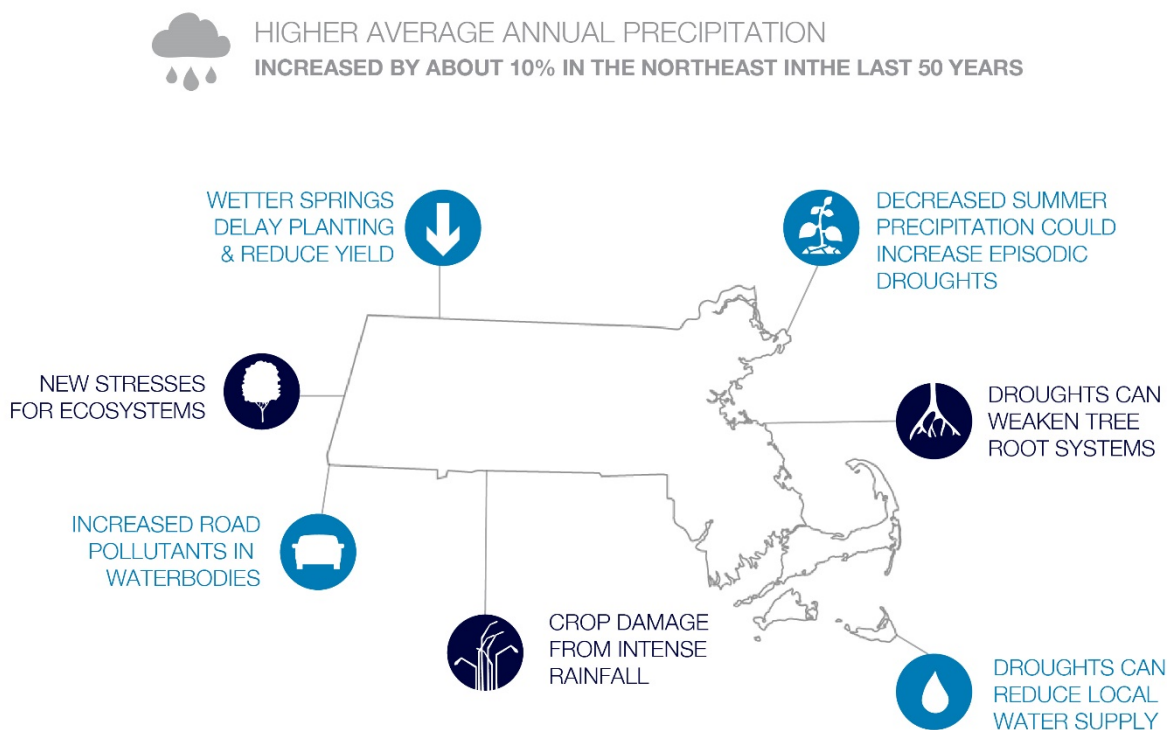 HIGHER AVERAGE ANNUAL PRECIPITATION
INCREASED BY ABOUT 10% IN THE NORTHEAST INTHE LAST 50 YEARS
WETTER SPRINGS
DELAY PLANTING
& REDUCE YIELD
DECREASED SUMMER
PRECIPITATION COULD
INCREASE EPISODIC
DROUGHTS
NEW STRESSES
FOR ECOSYSTEMS
DROUGHTS CAN
WEAKEN TREE
ROOT SYSTEMS
INCREASED ROAD
POLLUTANTS IN
WATERBODIES
CROP DAMAGE
FROM INTENSE
RAINFALL
DROUGHTS CAN
REDUCE LOCAL
WATER SUPPLY